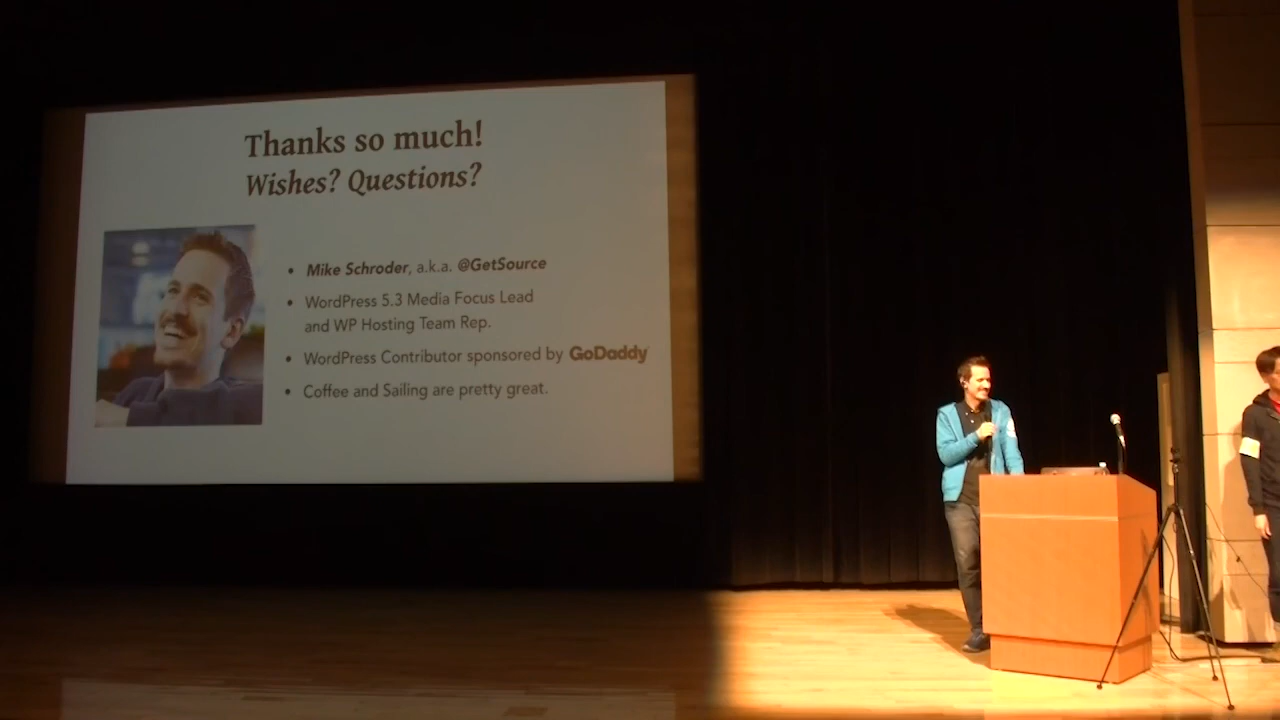 Thanks so much!
Wishes? Questions?
• Mike Schroder, a.k.a. @GetSource
• WordPress 5.3 Media Focus Lead
and WP Hosting Team Rep.
• WordPress Contributor sponsored by GoDaddy
• Coffee and Sailing are pretty great.